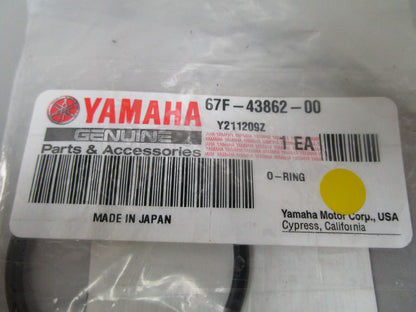 YAMAHA 67F-43862-00
GENUINE Y211209Z
Parts & Accessories 1 EA
O-RING
MADE IN JAPAN
Yamaha Motor Corp., USA
Cypress, California